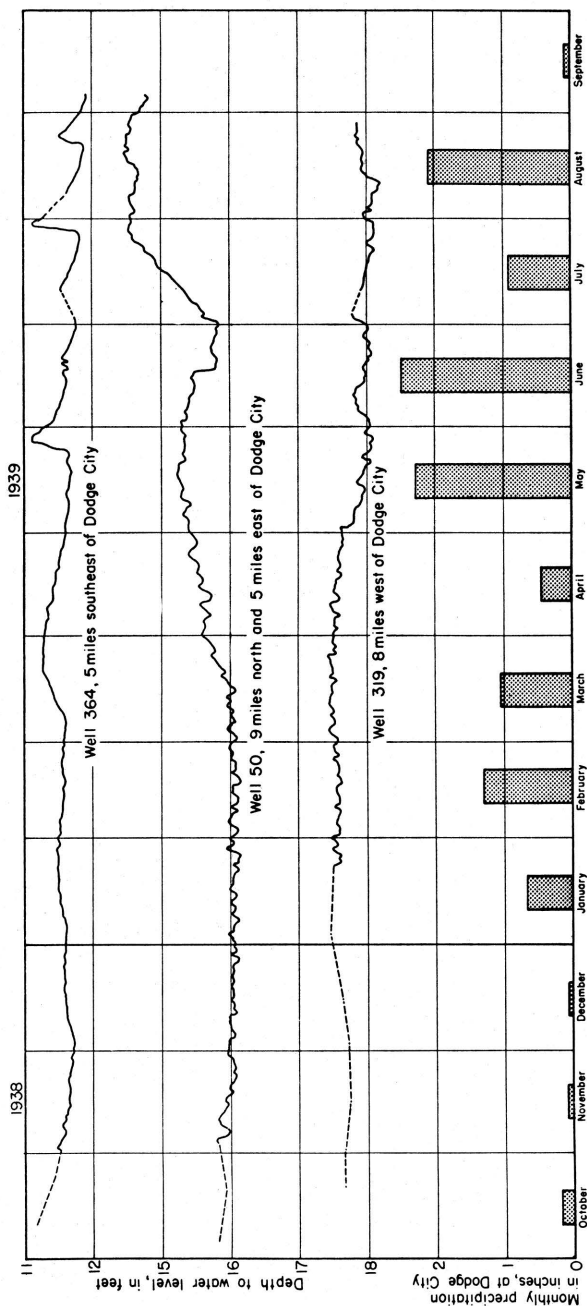 1938
1939
11
12
15
16
18
2
1
0
Depth to water level, in feet
Monthly precipitation
in inches, at Dodge City
Well 364, 5 miles southeast of Dodge City
Well 50, 9 miles north and 5 miles east of Dodge City
Well 319, 8 miles west of Dodge City
October
November
December
January
February
March
April
May
June
July
August
September